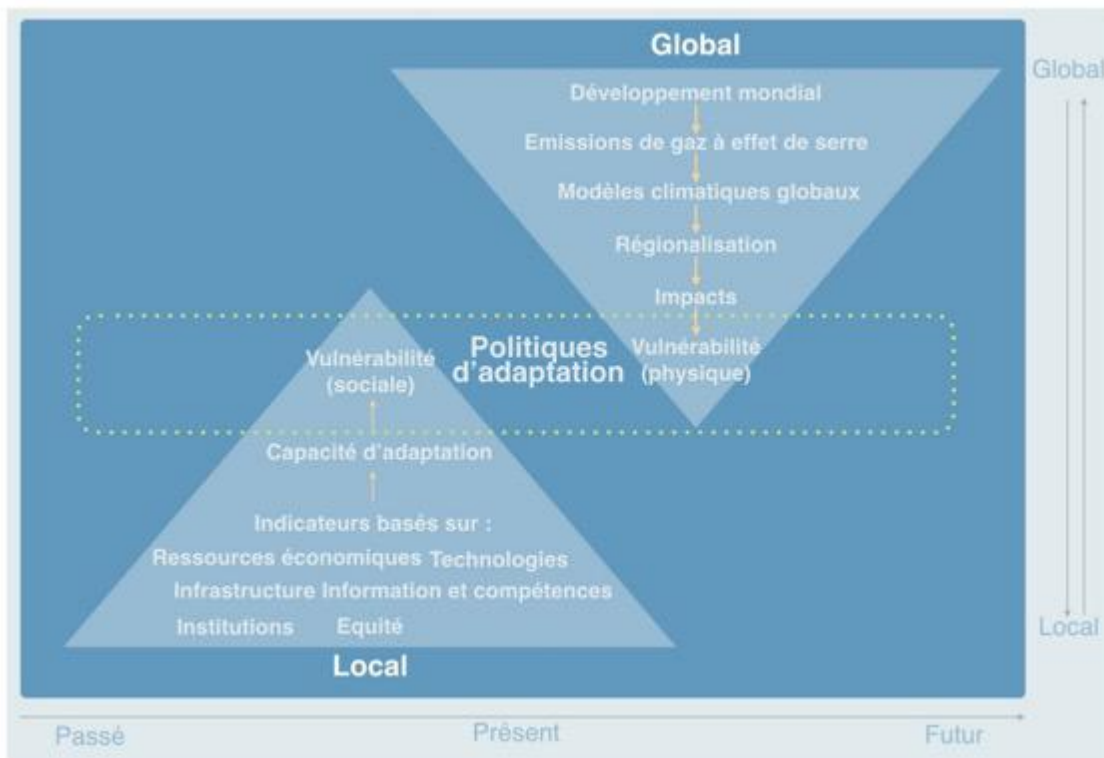 Global
Global
Développement mondial
Emissions de gaz à effet de serre
Modèles climatiques globaux
Régionalisation
Impacts
Politiques
d'adaptation
Vulnérabilité
(physique)
Vulnérabilité
(sociale)
Capacité d'adaptation
Indicateurs basés sur :
Ressources économiques Technologies
Infrastructure Information et compétences
Institutions Equité
Local
Local
Passé Présent Futur